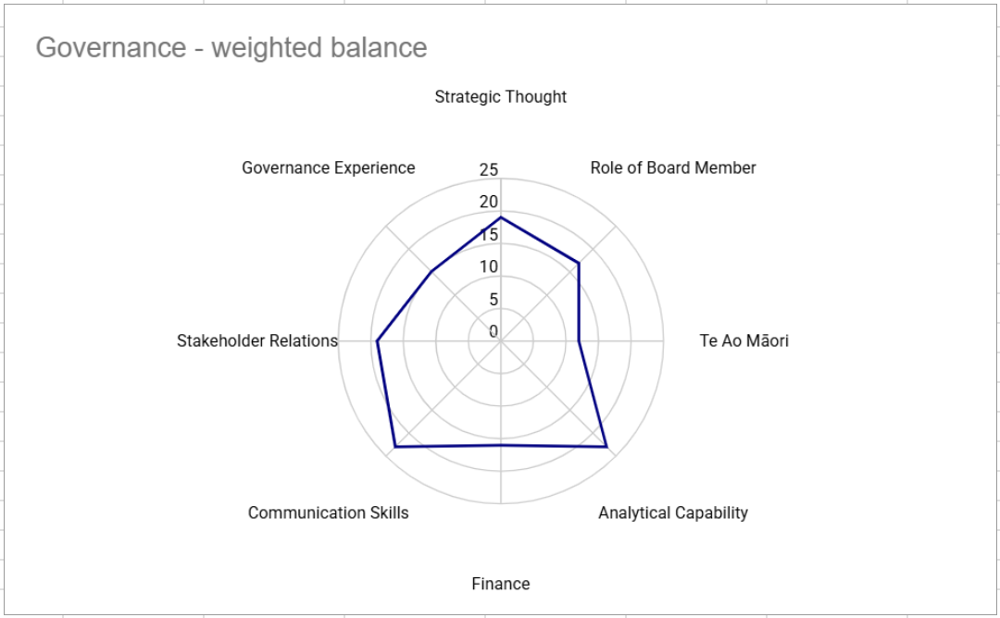 Governance - weighted balance
Strategic Thought
Governance Experience
Role of Board Member
25
20
15
10
5
0
Stakeholder Relations
Te Ao Māori
Communication Skills
Analytical Capability
Finance